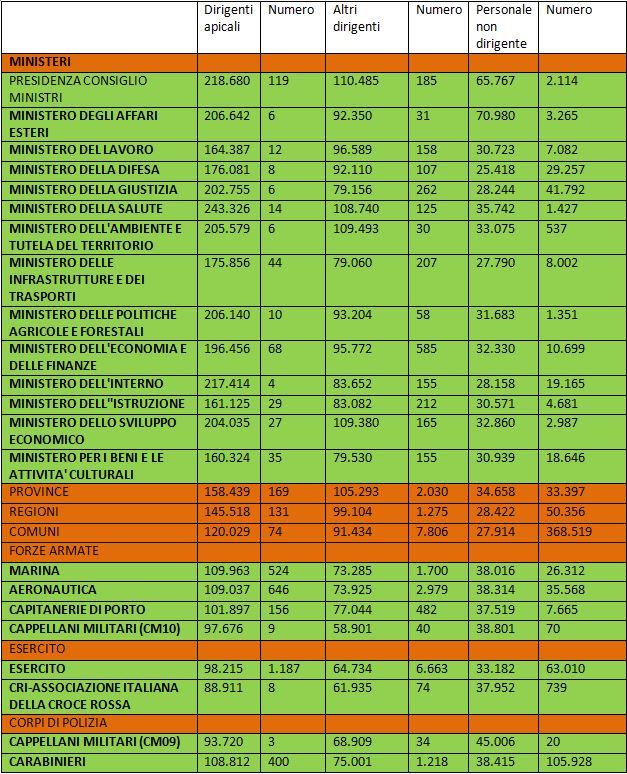 Dirigenti apicali Numero Altri dirigenti Numero Personale non dirigente Numero
MINISTERI
PRESIDENZA CONSIGLIO MINISTRI 218.680 119 110.485 185 65.767 2.114
MINISTERO DEGLI AFFARI ESTERI 206.642 6 92.350 31 70.980 3.265
MINISTERO DEL LAVORO 164.387 12 96.589 158 30.723 7.082
MINISTERO DELLA DIFESA 176.081 8 92.110 107 25.418 29.257
MINISTERO DELLA GIUSTIZIA 202.755 6 79.156 262 28.244 41.792
MINISTERO DELLA SALUTE 243.326 14 108.740 125 35.742 1.427
MINISTERO DELL'AMBIENTE E TUTELA DEL TERRITORIO 205.579 6 109.493 30 33.075 537
MINISTERO DELLE INFRASTRUTTURE E DEI TRASPORTI 175.856 44 79.060 207 27.790 8.002
MINISTERO DELLE POLITICHE AGRICOLE E FORESTALI 206.140 10 93.204 58 31.683 1.351
MINISTERO DELL'ECONOMIA E DELLE FINANZE 196.456 68 95.772 585 32.330 10.699
MINISTERO DELL'INTERNO 217.414 4 83.652 155 28.158 19.165
MINISTERO DELL''ISTRUZIONE 161.125 29 83.082 212 30.571 4.681
MINISTERO DELLO SVILUPPO ECONOMICO 204.035 27 109.380 165 32.860 2.987
MINISTERO PER I BENI E LE ATTIVITA' CULTURALI 160.324 35 79.530 155 30.939 18.646
PROVINCE 158.439 169 105.293 2.030 34.658 33.397
REGIONI 145.518 131 99.104 1.275 28.422 50.356
COMUNI 120.029 74 91.434 7.806 27.914 368.519
FORZE ARMATE
MARINA 109.963 524 73.285 1.700 38.016 26.312
AERONAUTICA 109.037 646 73.925 2.979 38.314 35.568
CAPITANERIE DI PORTO 101.897 156 77.044 482 37.519 7.665
CAPPELLANI MILITARI (CM10) 97.676 9 58.901 40 38.801 70
ESERCITO
ESERCITO 98.215 1.187 64.734 6.663 33.182 63.010
CRI-ASSOCIAZIONE ITALIANA DELLA CROCE ROSSA 88.911 8 61.935 74 37.952 739
CORPI DI POLIZIA
CAPPELLANI MILITARI (CM09) 93.720 3 68.909 34 45.006 20
CARABINIERI 108.812 400 75.001 1.218 38.415 105.928